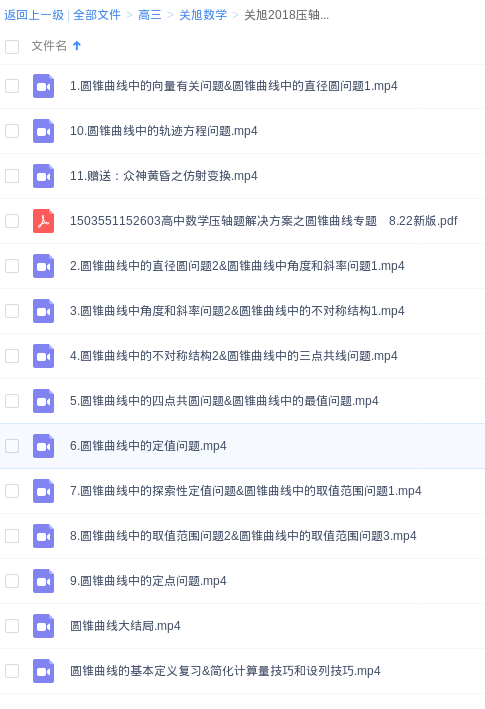 返回上一级 | 全部文件 > 高三 > 关旭数学 > 关旭2018压轴...
文件名
1.圆锥曲线中的向量有关问题&圆锥曲线中的直径圆问题1.mp4
10.圆锥曲线中的轨迹方程问题.mp4
11.赠送：众神黄昏之仿射变换.mp4
1503551152603高中数学压轴题解决方案之圆锥曲线专题　8.22新版.pdf
2.圆锥曲线中的直径圆问题2&圆锥曲线中角度和斜率问题1.mp4
3.圆锥曲线中角度和斜率问题2&圆锥曲线中的不对称结构1.mp4
4.圆锥曲线中的不对称结构2&圆锥曲线中的三点共线问题.mp4
5.圆锥曲线中的四点共圆问题&圆锥曲线中的最值问题.mp4
6.圆锥曲线中的定值问题.mp4
7.圆锥曲线中的探索性定值问题&圆锥曲线中的取值范围问题1.mp4
8.圆锥曲线中的取值范围问题2&圆锥曲线中的取值范围问题3.mp4
9.圆锥曲线中的定点问题.mp4
圆锥曲线大结局.mp4
圆锥曲线的基本定义复习&简化计算量技巧和设列技巧.mp4